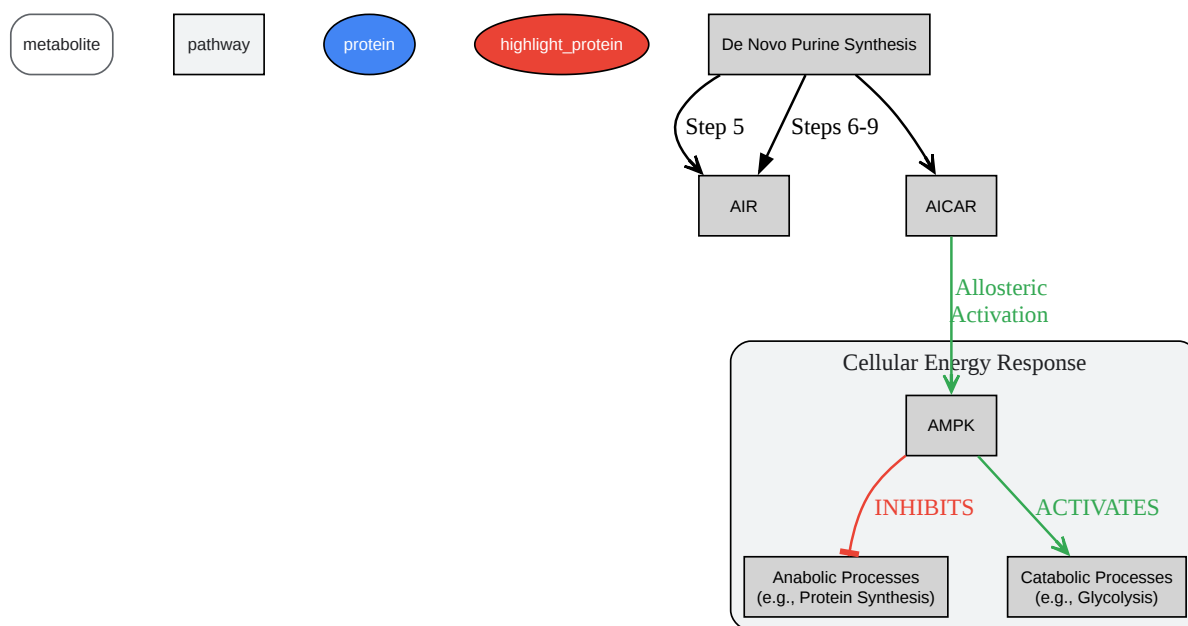 metabolite
pathway
protein
highlight_protein
De Novo Purine Synthesis
Step 5
Steps 6-9
AIR
AICAR
Allosteric
Activation
Cellular Energy Response
AMPK
INHIBITS
ACTIVATES
Anabolic Processes
(e.g., Protein Synthesis)
Catabolic Processes
(e.g., Glycolysis)